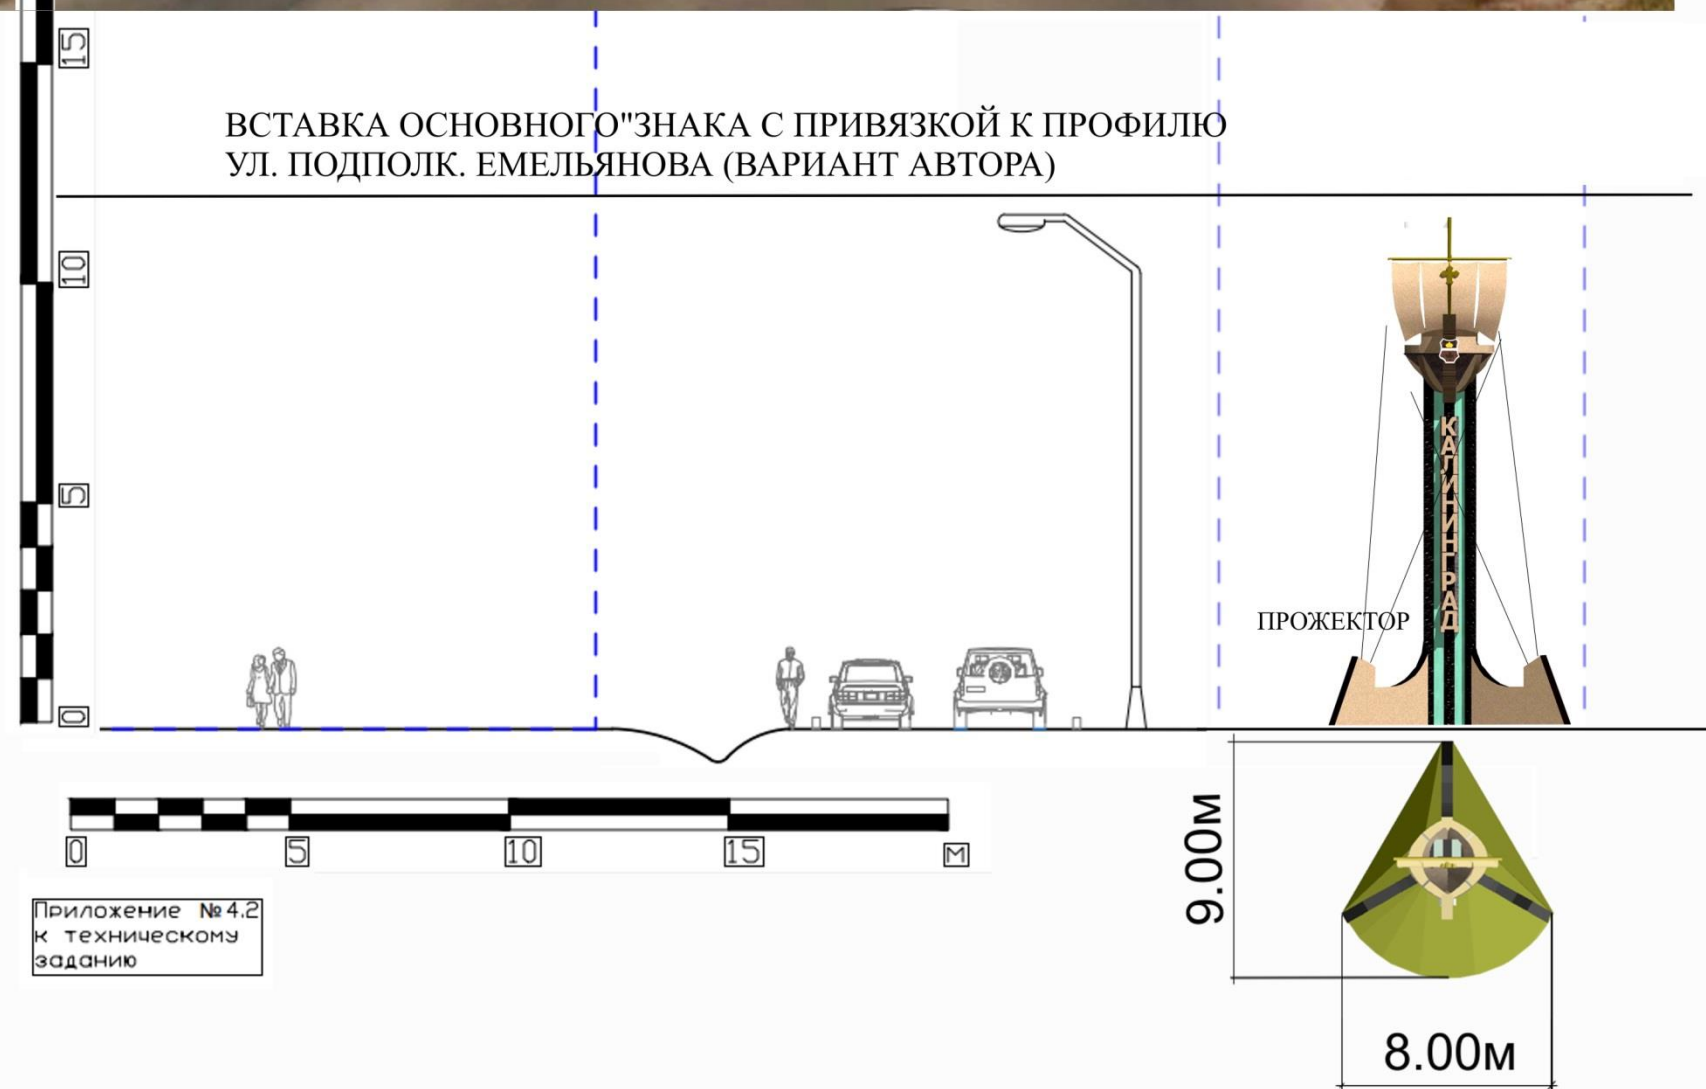 15
ВСТАВКА ОСНОВНОГО"ЗНАКА С ПРИВЯЗКОЙ К ПРОФИЛЮ
УЛ. ПОДПОЛК. ЕМЕЛЬЯНОВА (ВАРИАНТ АВТОРА)
10
5
0
КАЛИНИНГРАД
ПРОЖЕКТОР
0 5 10 15 М
9.00м
8.00м
Приложение №4.2
к техническому
заданию